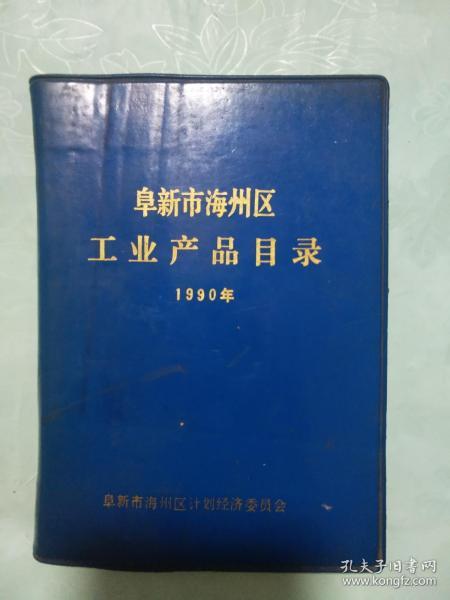 阜新市海州区
工业产品目录
1990年
阜新市海州区计划经济委员会
孔夫子旧书网
www.kongfz.com